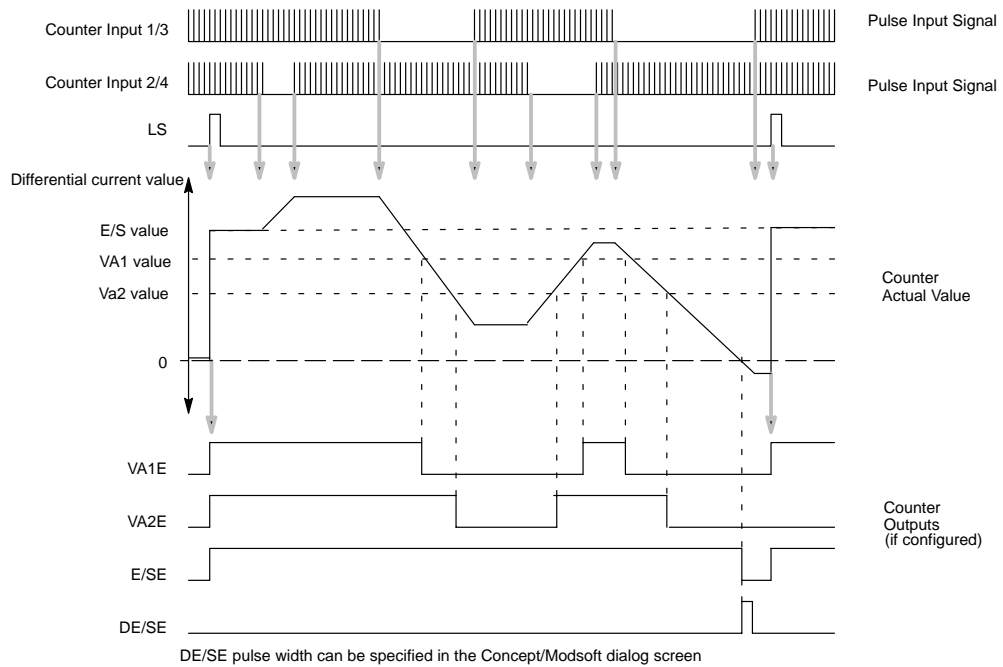 Counter Input 1/3
Pulse Input Signal
Counter Input 2/4
Pulse Input Signal
LS
Differential current value
E/S value
VA1 value
Va2 value
Counter
Actual Value
0
VA1E
VA2E
Counter
Outputs
(if configured)
E/SE
DE/SE
DE/SE pulse width can be specified in the Concept/Modsoft dialog screen